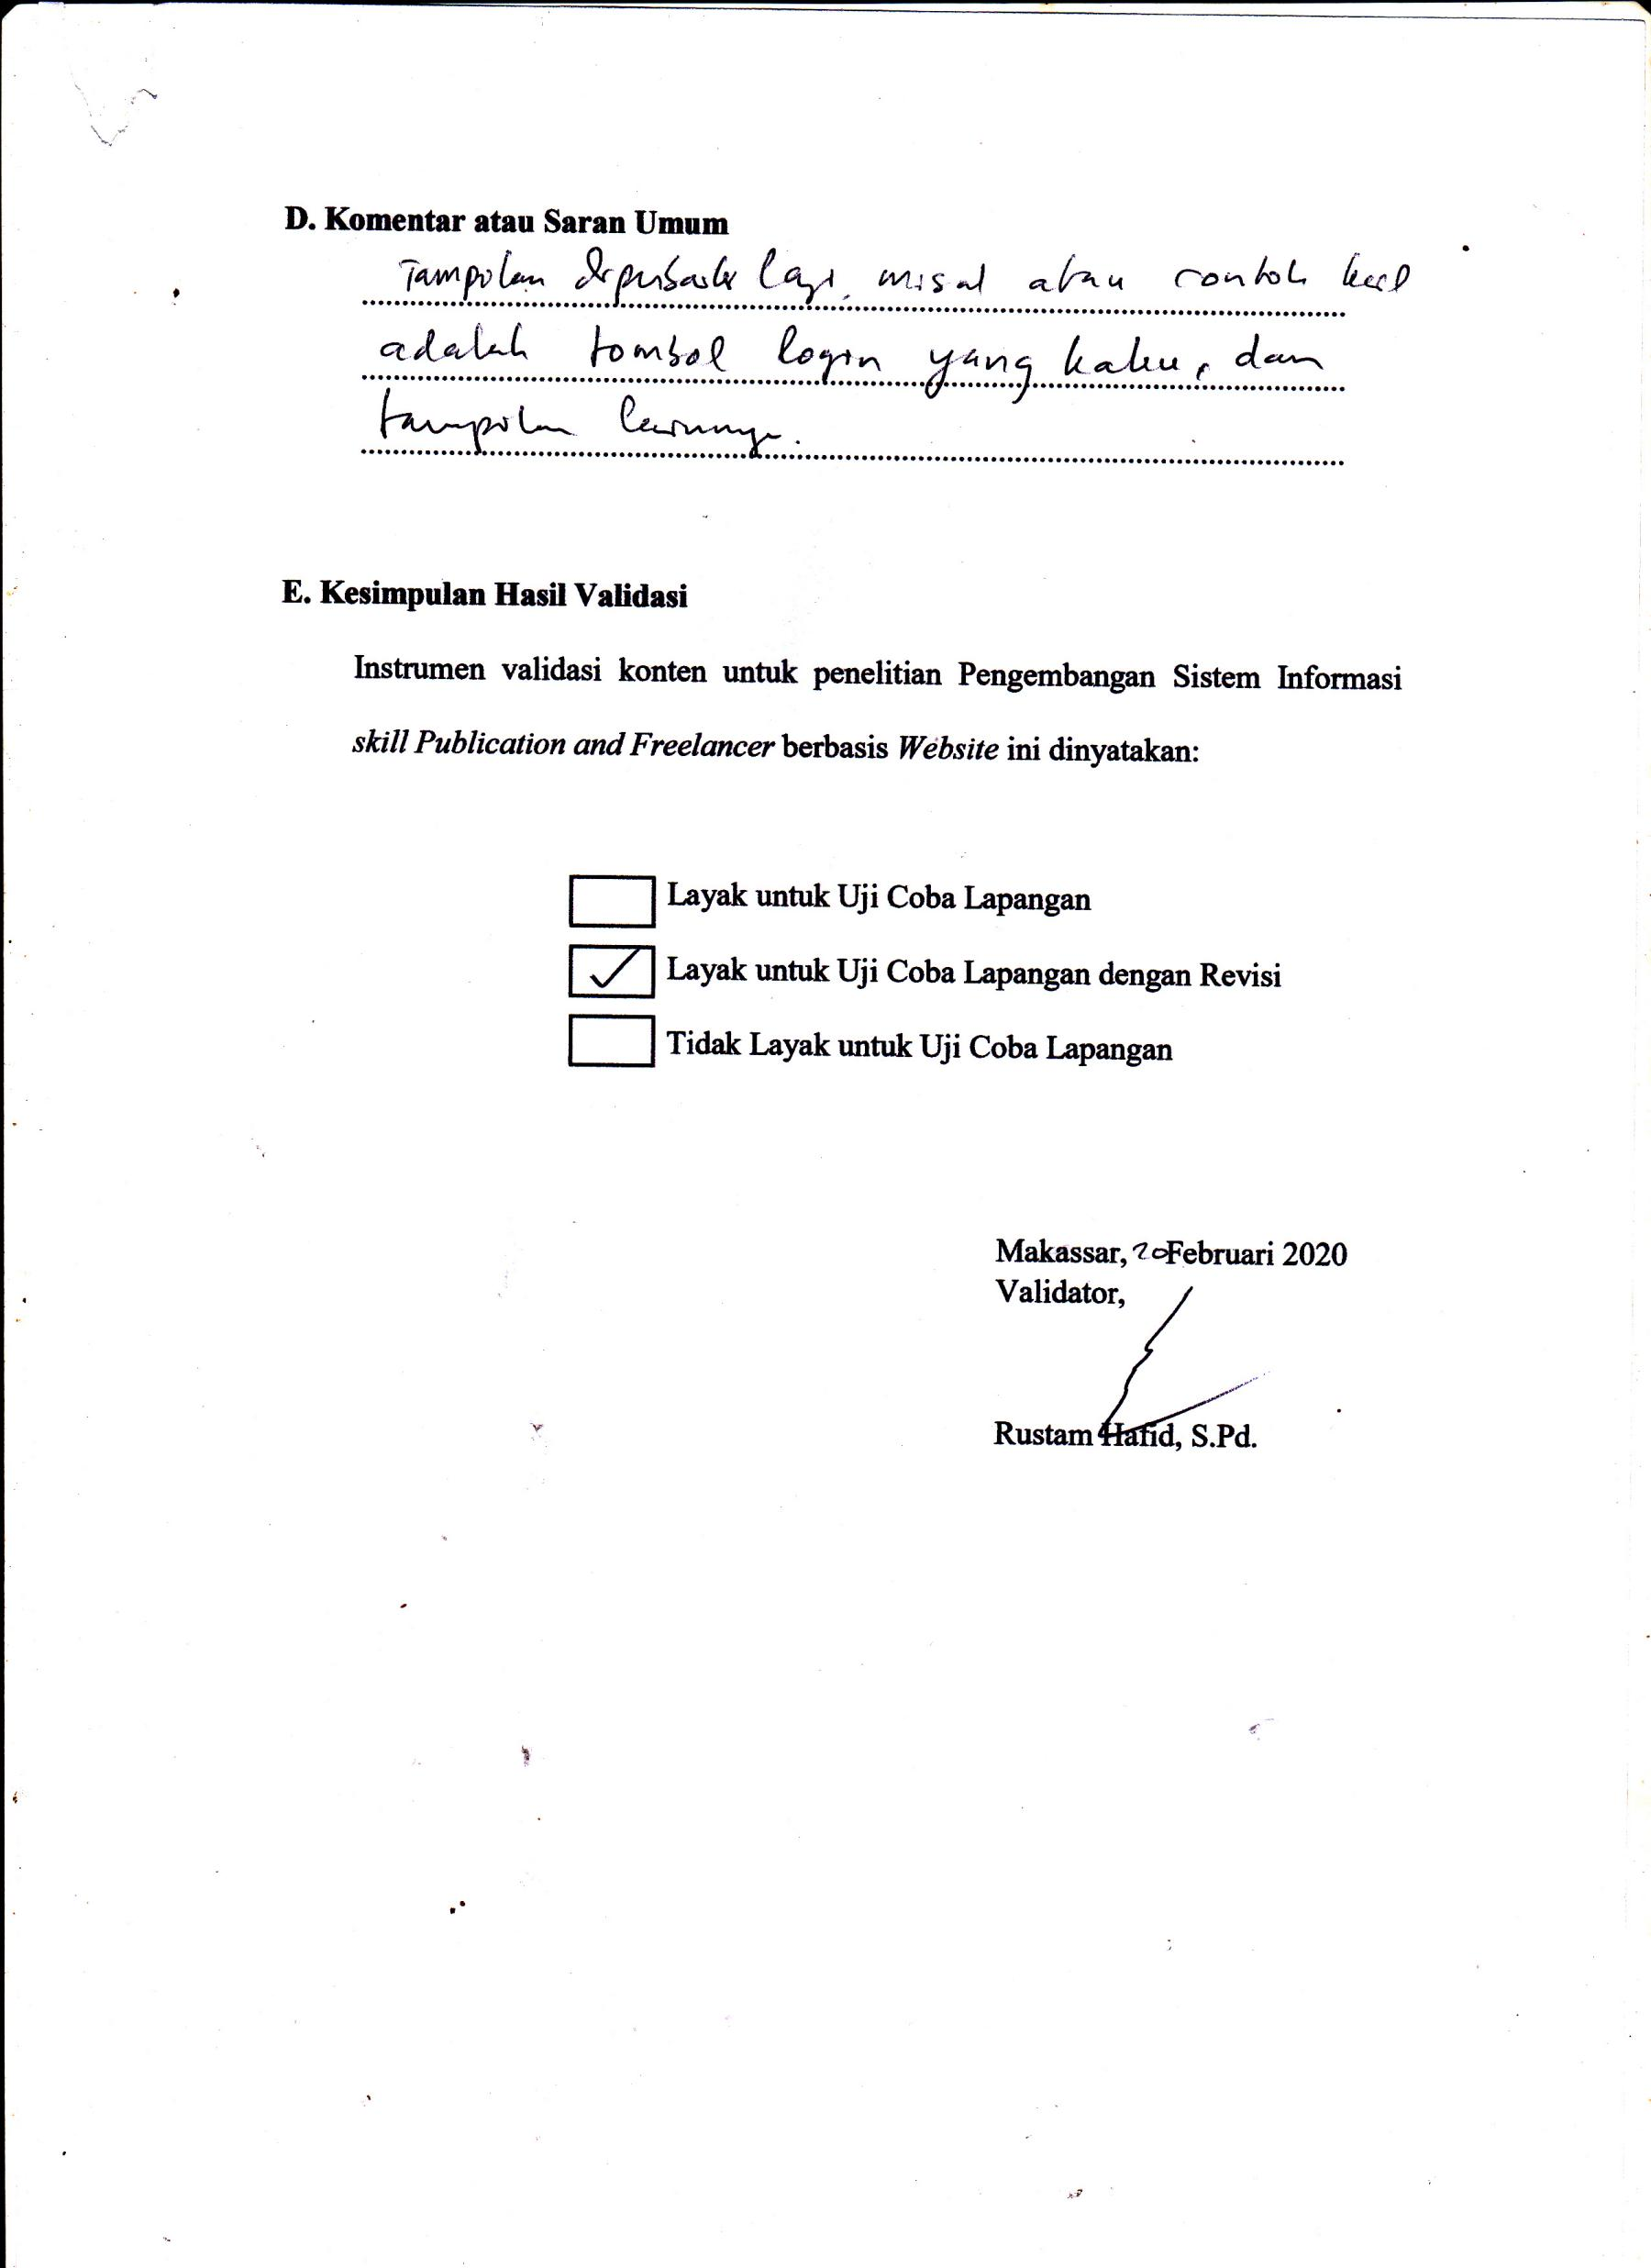 D. Komentar atau Saran Umum
Tampilan diperbaiki lagi, misal atau contoh kecil
adalah tombol login yang kaku, dan
tampilan lainnya.
E. Kesimpulan Hasil Validasi
Instrumen validasi konten untuk penelitian Pengembangan Sistem Informasi
skill Publication and Freelancer berbasis Website ini dinyatakan:
Layak untuk Uji Coba Lapangan
Layak untuk Uji Coba Lapangan dengan Revisi
Tidak Layak untuk Uji Coba Lapangan
Makassar, 20 Februari 2020
Validator,
Rustam Hafid, S.Pd.